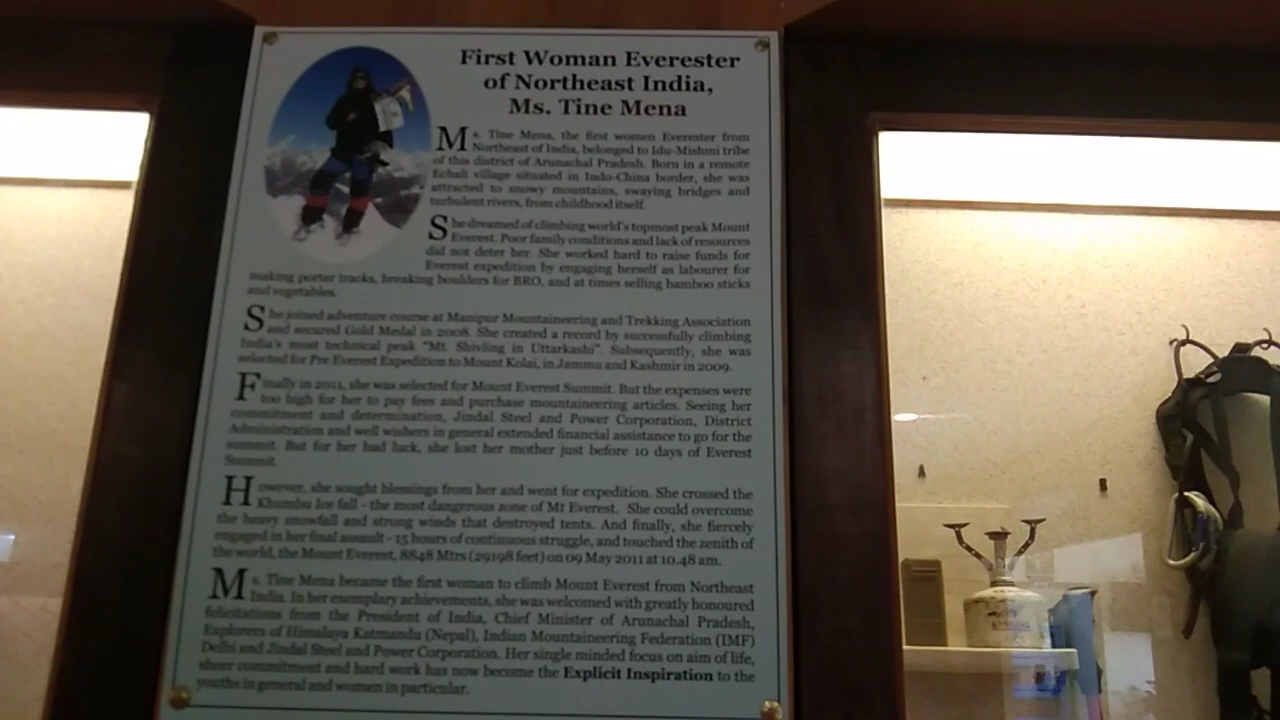 First Woman Everester
of Northeast India,
Ms. Tine Mena
Ms. Tine Mena, the first women Everester from
Northeast of India, belonged to Idu-Mishmi tribe
of this district of Arunachal Pradesh. Born in a remote
Echali village situated in Indo-China border, she was
attracted to snowy mountains, swaying bridges and
turbulent rivers, from childhood itself.
She dreamed of climbing world's topmost peak Mount
Everest. Poor family conditions and lack of resources
did not deter her. She worked hard to raise funds for
Everest expedition by engaging herself as labourer for
making porter tracks, breaking boulders for BRO, and at times selling bamboo sticks
and vegetables.
She joined adventure course at Manipur Mountaineering and Trekking Association
and secured Gold Medal in 2008. She created a record by successfully climbing
India's most technical peak "Mt. Shivling in Uttarkashi". Subsequently, she was
selected for Pre Everest Expedition to Mount Kolai, in Jammu and Kashmir in 2009.
Finally in 2011, she was selected for Mount Everest Summit. But the expenses were
too high for her to pay fees and purchase mountaineering articles. Seeing her
commitment and determination, Jindal Steel and Power Corporation, District
Administration and well wishers in general extended financial assistance to go for the
summit. But for her bad luck, she lost her mother just before 10 days of Everest
Summit.
However, she sought blessings from her and went for expedition. She crossed the
Khumbu Ice fall - the most dangerous zone of Mt Everest. She could overcome
the heavy snowfall and strong winds that destroyed tents. And finally, she fiercely
engaged in her final assault - 15 hours of continuous struggle, and touched the zenith of
the world, the Mount Everest, 8848 Mtrs (29198 feet) on 09 May 2011 at 10.48 am.
Ms. Tine Mena became the first woman to climb Mount Everest from Northeast
India. In her exemplary achievements, she was welcomed with greatly honoured
felicitations from the President of India, Chief Minister of Arunachal Pradesh,
Explorers of Himalaya Katmandu (Nepal), Indian Mountaineering Federation (IMF)
Delhi and Jindal Steel and Power Corporation. Her single minded focus on aim of life,
sheer commitment and hard work has now become the Explicit Inspiration to the
youths in general and women in particular.